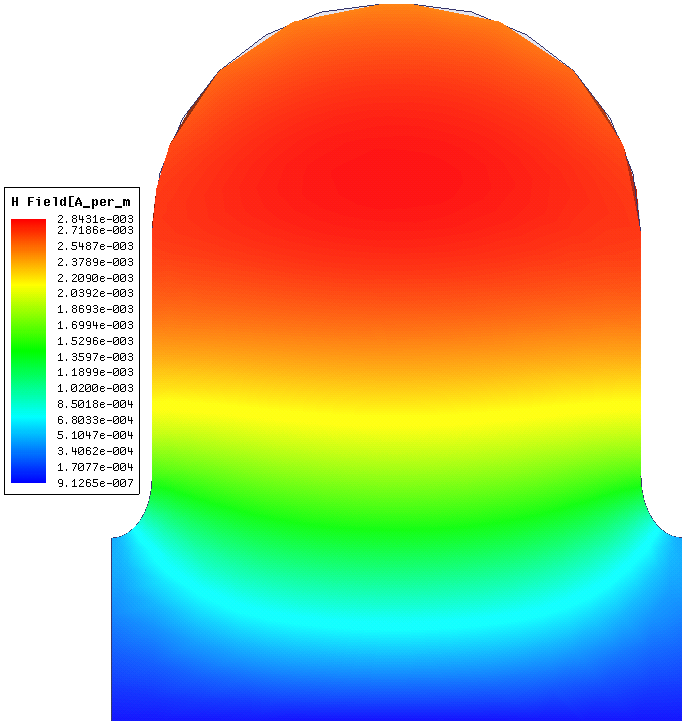 H Field[A_per_m
2.8431e-003
2.7186e-003
2.5487e-003
2.3789e-003
2.2090e-003
2.0392e-003
1.8693e-003
1.6994e-003
1.5296e-003
1.3597e-003
1.1899e-003
1.0200e-003
8.5018e-004
6.8033e-004
5.1047e-004
3.4062e-004
1.7077e-004
9.1265e-007